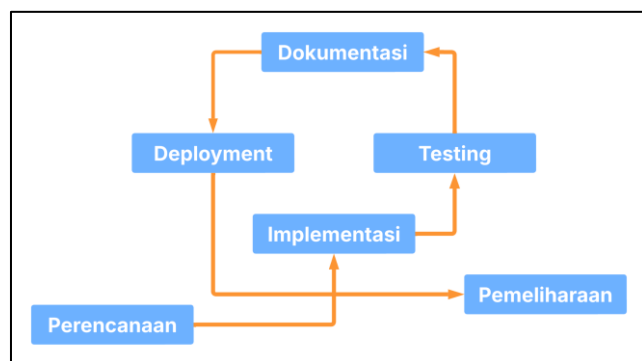 Dokumentasi
Deployment
Testing
Implementasi
Pemeliharaan
Perencanaan